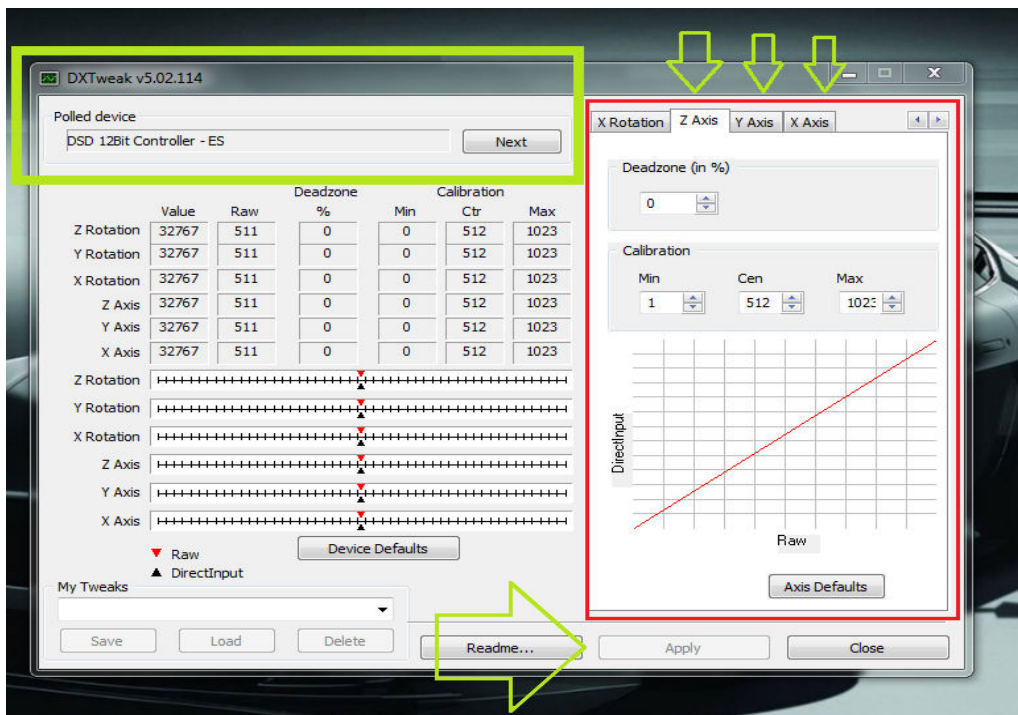 DXTweak v5.02.114
Polled device
DSD 12Bit Controller - ES
Next
Deadzone Calibration
Value Raw % Min Ctr Max
Z Rotation 32767 511 0 0 512 1023
Y Rotation 32767 511 0 0 512 1023
X Rotation 32767 511 0 0 512 1023
Z Axis 32767 511 0 0 512 1023
Y Axis 32767 511 0 0 512 1023
X Axis 32767 511 0 0 512 1023
Z Rotation
Y Rotation
X Rotation
Z Axis
Y Axis
X Axis
Raw
DirectInput
Device Defaults
My Tweaks
Save Load Delete
X Rotation Z Axis Y Axis X Axis
Deadzone (in %)
0
Calibration
Min Cen Max
1 512 1023
DirectInput
Raw
Axis Defaults
Readme... Apply Close